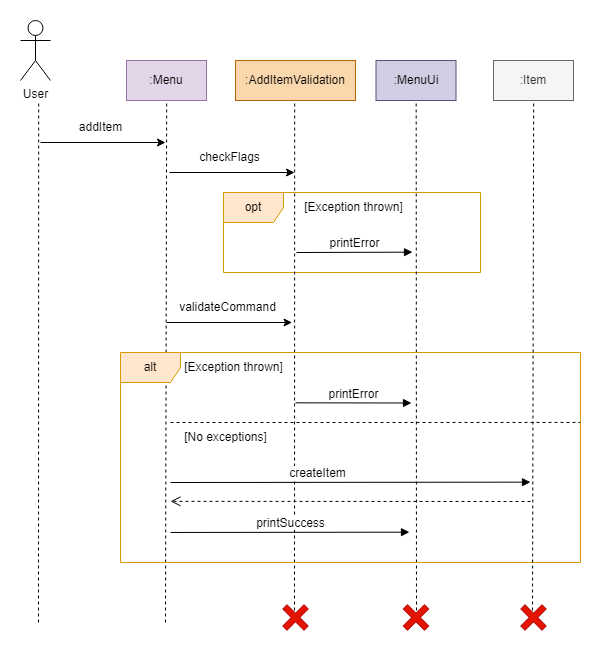 User
:Menu
:AddItemValidation
:MenuUi
:Item
addItem
checkFlags
opt
[Exception thrown]
printError
validateCommand
alt
[Exception thrown]
printError
[No exceptions]
createItem
printSuccess